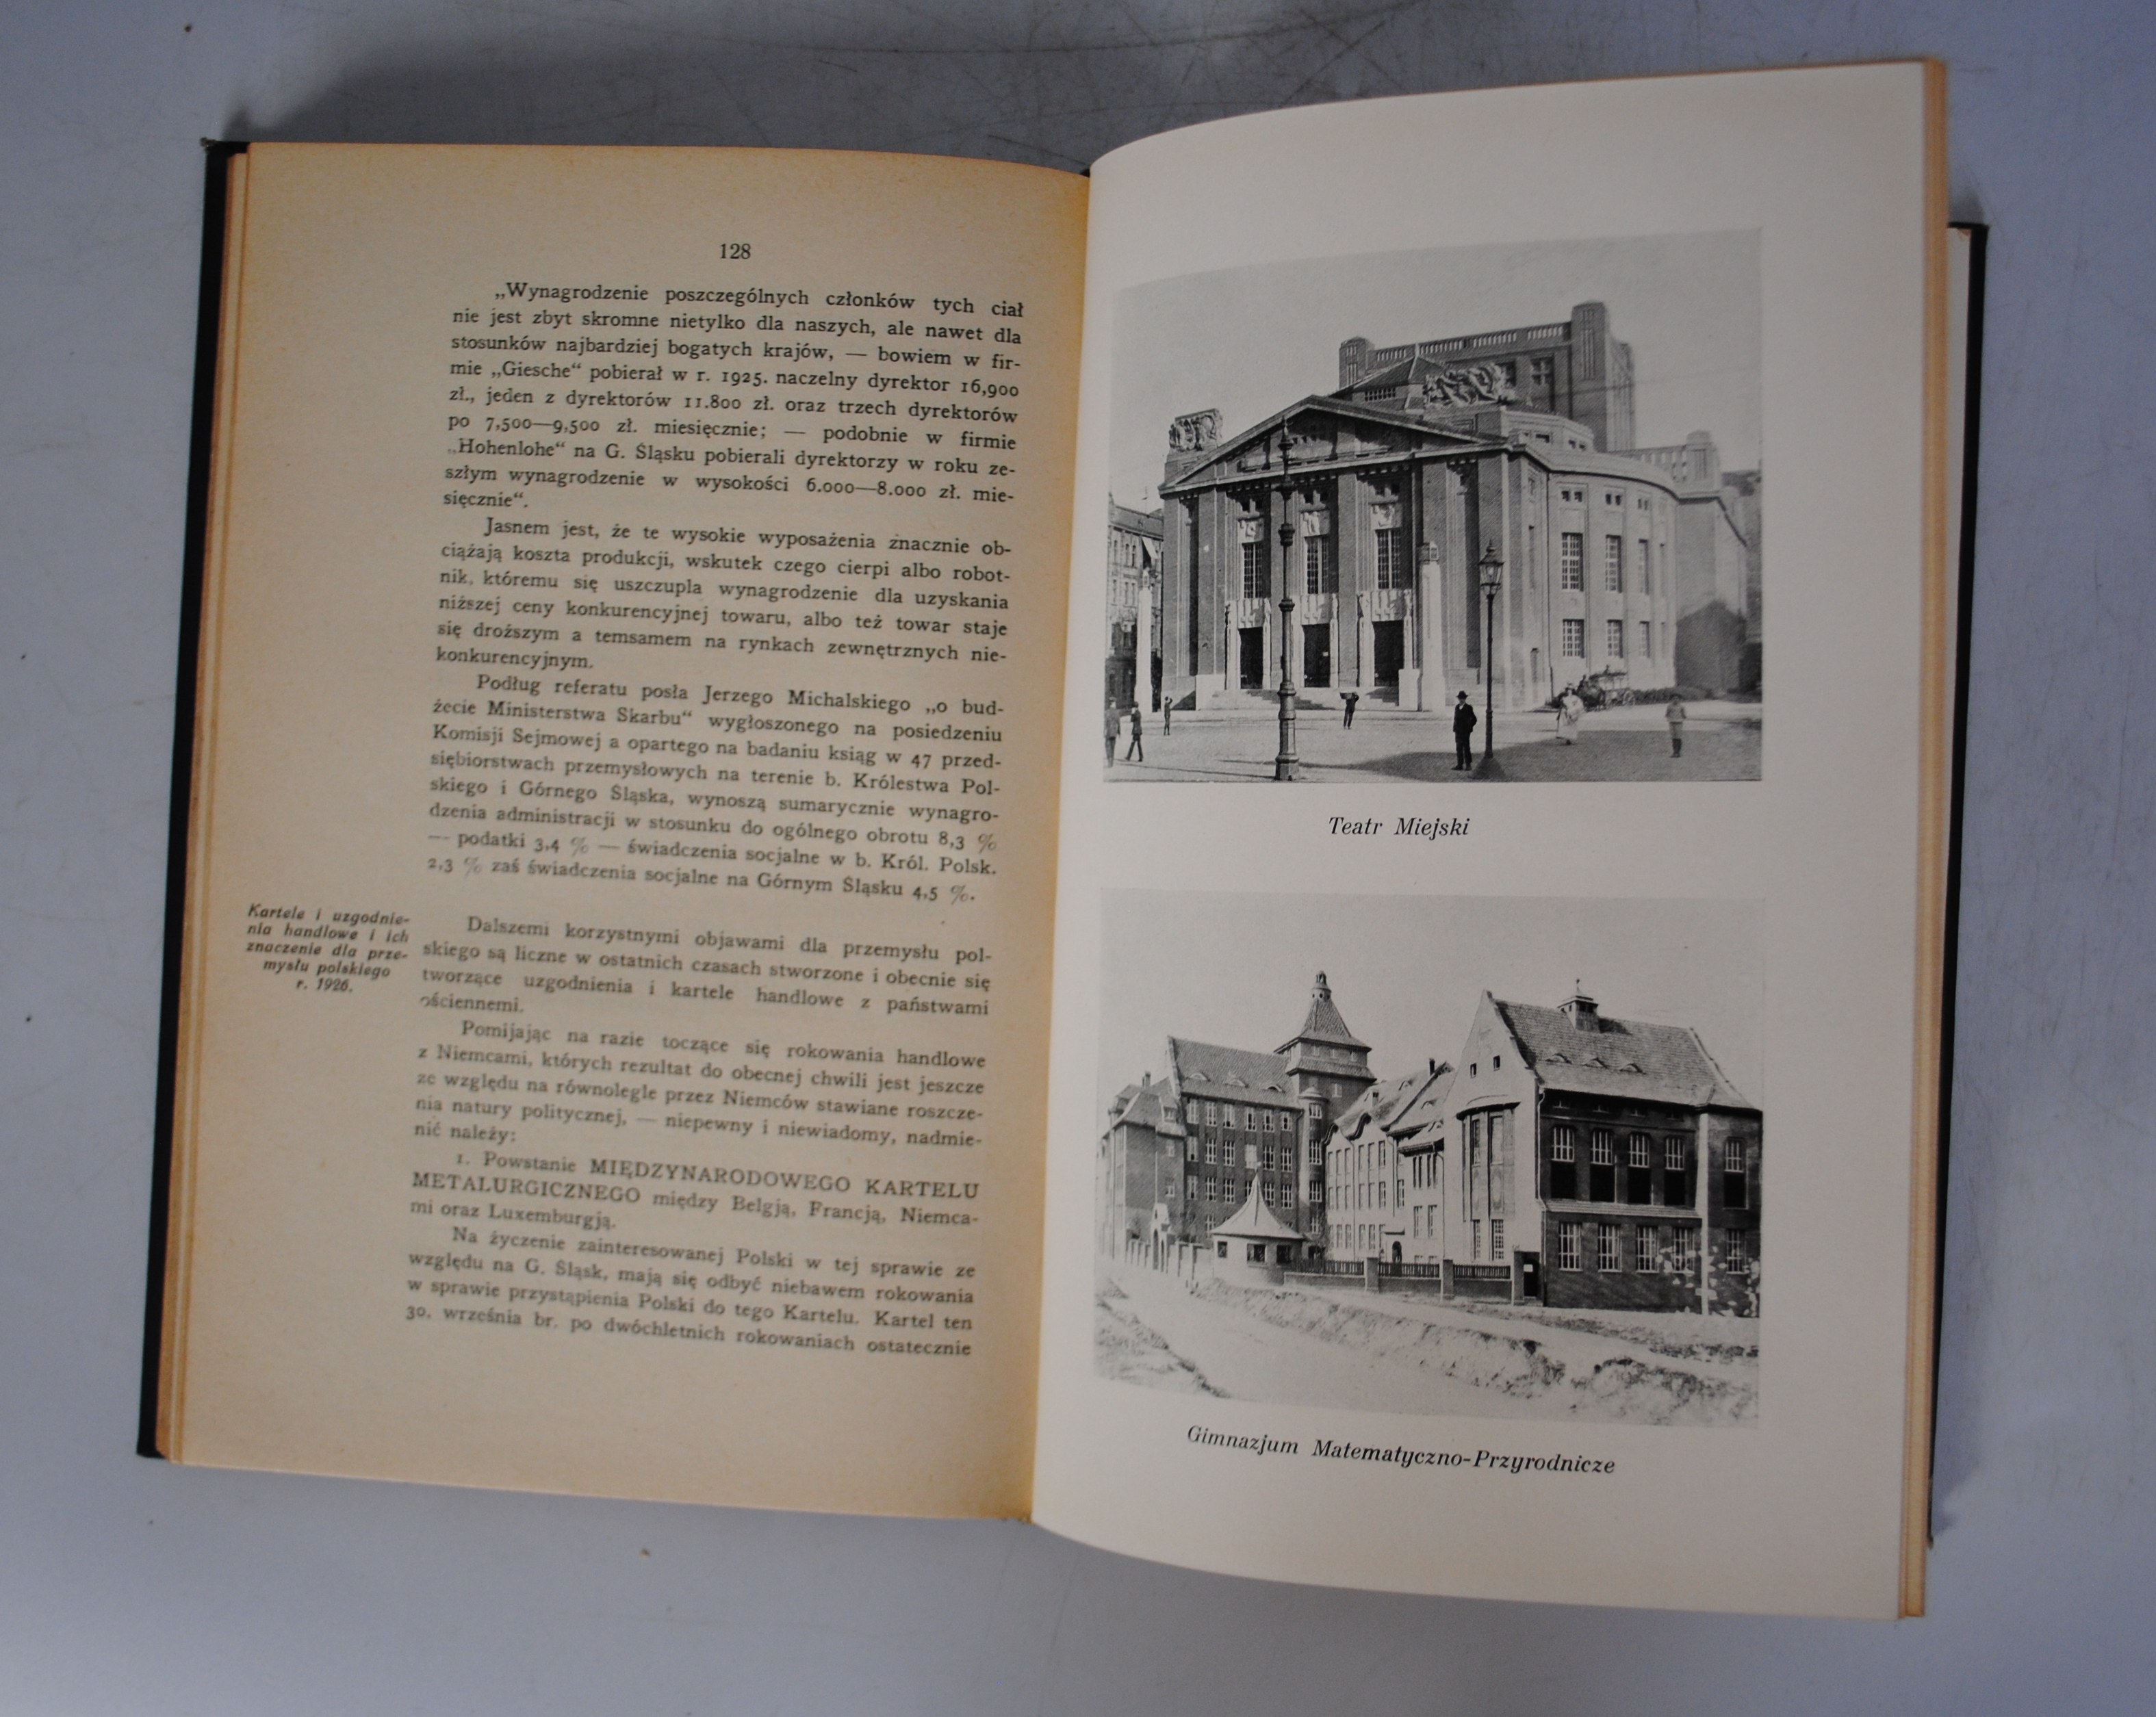 128
„Wynagrodzenie poszczególnych członków tych ciał
nie jest zbyt skromne nietylko dla naszych, ale nawet dla
stosunków najbardziej bogatych krajów, — bowiem w fir-
mie „Giesche“ pobierał w r. 1925. naczelny dyrektor 16,900
zł., jeden z dyrektorów 11.800 zł. oraz trzech dyrektorów
po 7,500—9,500 zł. miesięcznie; — podobnie w firmie
„Hohenlohe“ na G. Śląsku pobierali dyrektorzy w roku ze-
szłym wynagrodzenie w wysokości 6.000—8.000 zł. mie-
sięcznie“.
Jasnem jest, że te wysokie wyposażenia znacznie ob-
ciążają koszta produkcji, wskutek czego cierpi albo robot-
nik, któremu się uszczupla wynagrodzenie dla uzyskania
niższej ceny konkurencyjnej towaru, albo też towar staje
się droższym a temsamem na rynkach zewnętrznych nie-
konkurencyjnym.
Podług referatu posła Jerzego Michalskiego „o bud-
żecie Ministerstwa Skarbu“ wygłoszonego na posiedzeniu
Komisji Sejmowej a opartego na badaniu ksiąg w 47 przed-
siębiorstwach przemysłowych na terenie b. Królestwa Pol-
skiego i Górnego Śląska, wynoszą sumarycznie wynagro-
dzenia administracji w stosunku do ogólnego obrotu 8,3 %
— podatki 3,4 % — świadczenia socjalne w b. Król. Polsk.
2,3 % zaś świadczenia socjalne na Górnym Śląsku 4,5 %.
Kartele i uzgodnie-
nia handlowe i ich
znaczenie dla prze-
mysłu polskiego
r. 1926.
Dalszemi korzystnymi objawami dla przemysłu pol-
skiego są liczne w ostatnich czasach stworzone i obecnie się
tworzące uzgodnienia i kartele handlowe z państwami
ościennemi.
Pomijając na razie toczące się rokowania handlowe
z Niemcami, których rezultat do obecnej chwili jest jeszcze
ze względu na równolegle przez Niemców stawiane roszcze-
nia natury politycznej, — niepewny i niewiadomy, nadmie-
nić należy:
1. Powstanie MIĘDZYNARODOWEGO KARTELU
METALURGICZNEGO między Belgją, Francją, Niemca-
mi oraz Luxemburgją.
Na życzenie zainteresowanej Polski w tej sprawie ze
względu na G. Śląsk, mają się odbyć niebawem rokowania
w sprawie przystąpienia Polski do tego Kartelu. Kartel ten
30. września br. po dwóchletnich rokowaniach ostatecznie
Teatr Miejski
Gimnazjum Matematyczno-Przyrodnicze